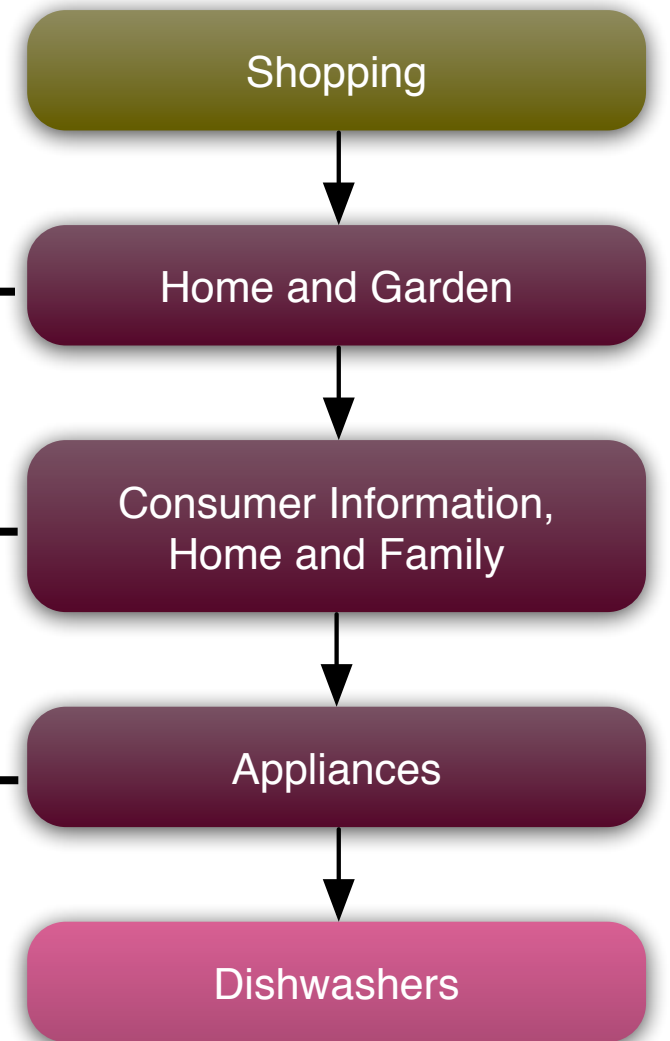 Shopping
Home and Garden
Consumer Information,
Home and Family
Appliances
Dishwashers